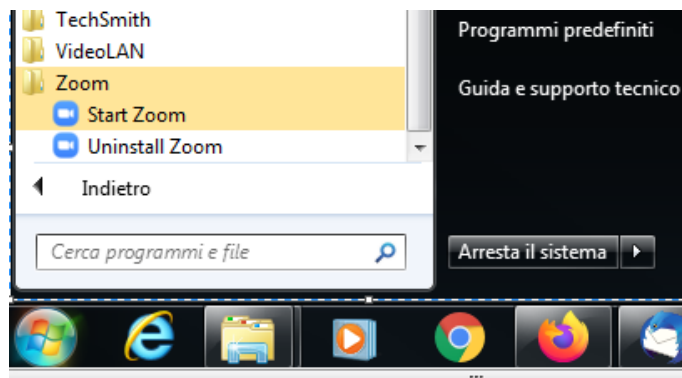 TechSmith
VideoLAN
Zoom
Start Zoom
Uninstall Zoom
Indietro
Cerca programmi e file
Programmi predefiniti
Guida e supporto tecnico
Arresta il sistema